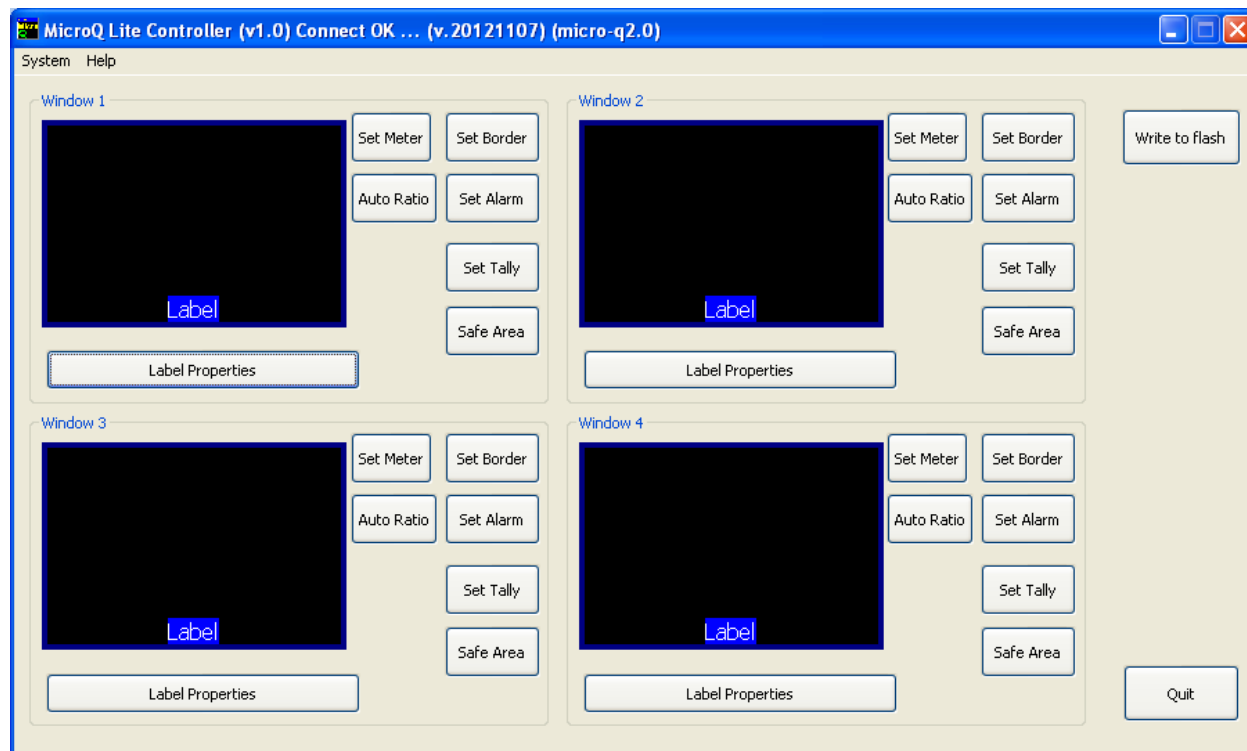 MicroQ Lite Controller (v1.0) Connect OK ... (v.20121107) (micro-q2.0)
System Help
Window 1
Set Meter
Set Border
Auto Ratio
Set Alarm
Set Tally
Label
Safe Area
Label Properties
Window 2
Set Meter
Set Border
Auto Ratio
Set Alarm
Set Tally
Label
Safe Area
Label Properties
Write to flash
Window 3
Set Meter
Set Border
Auto Ratio
Set Alarm
Set Tally
Label
Safe Area
Label Properties
Window 4
Set Meter
Set Border
Auto Ratio
Set Alarm
Set Tally
Label
Safe Area
Label Properties
Quit